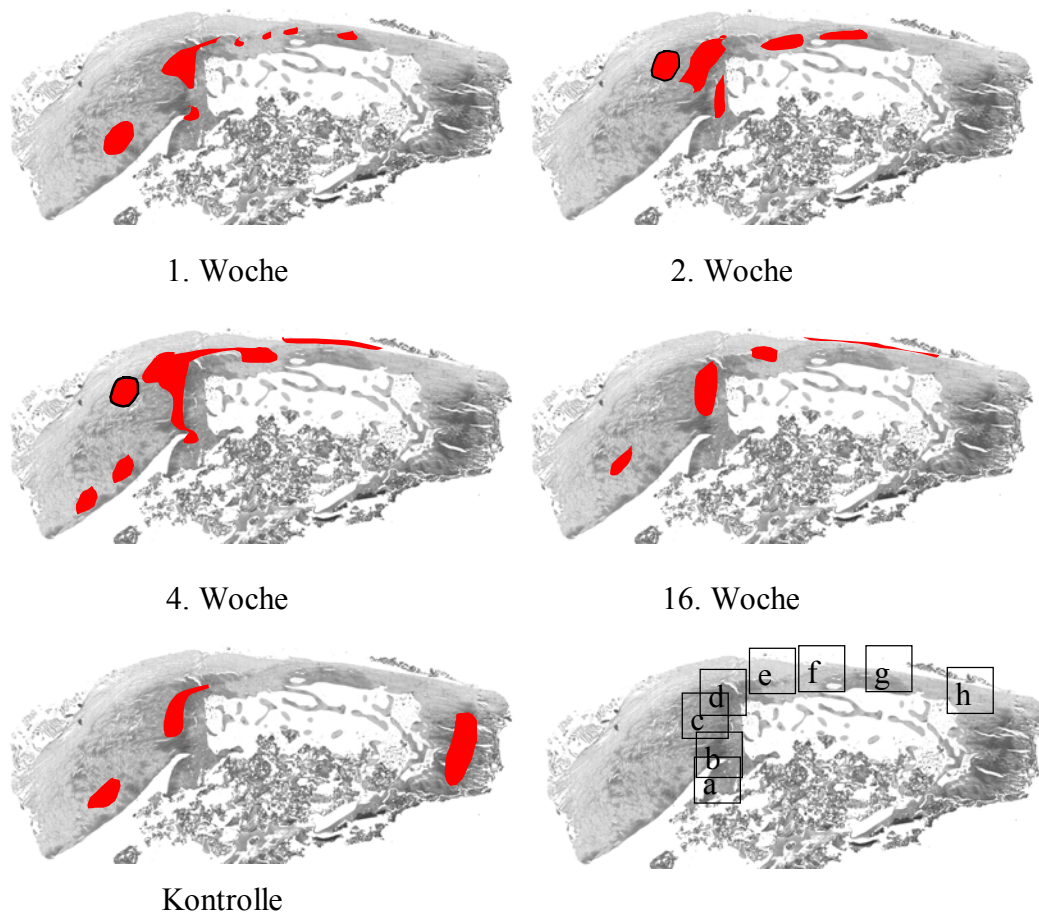 1. Woche
2. Woche
4. Woche
16. Woche
e f g
d h
c
b
a
Kontrolle